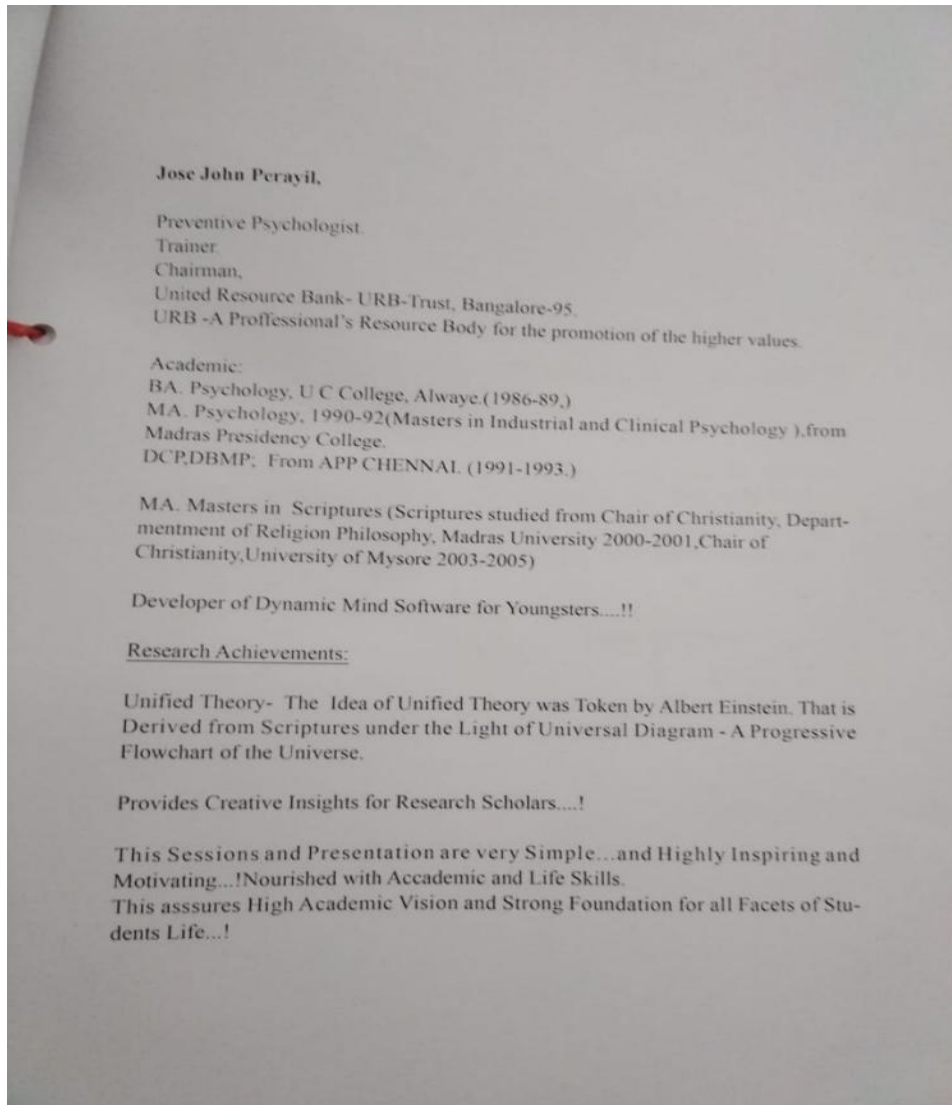 Jose John Perayil,
Preventive Psychologist.
Trainer.
Chairman,
United Resource Bank- URB-Trust, Bangalore-95.
URB -A Proffessional's Resource Body for the promotion of the higher values.
Academic:
BA. Psychology, U C College, Alwaye.(1986-89,)
MA. Psychology, 1990-92(Masters in Industrial and Clinical Psychology ),from
Madras Presidency College.
DCP,DBMP; From APP CHENNAI. (1991-1993.)
MA. Masters in Scriptures (Scriptures studied from Chair of Christianity, Depart-
mentment of Religion Philosophy, Madras University 2000-2001,Chair of
Christianity,University of Mysore 2003-2005)
Developer of Dynamic Mind Software for Youngsters....!!
Research Achievements:
Unified Theory- The Idea of Unified Theory was Token by Albert Einstein. That is
Derived from Scriptures under the Light of Universal Diagram - A Progressive
Flowchart of the Universe.
Provides Creative Insights for Research Scholars....!
This Sessions and Presentation are very Simple...and Highly Inspiring and
Motivating...!Nourished with Accademic and Life Skills.
This asssures High Academic Vision and Strong Foundation for all Facets of Stu-
dents Life...!